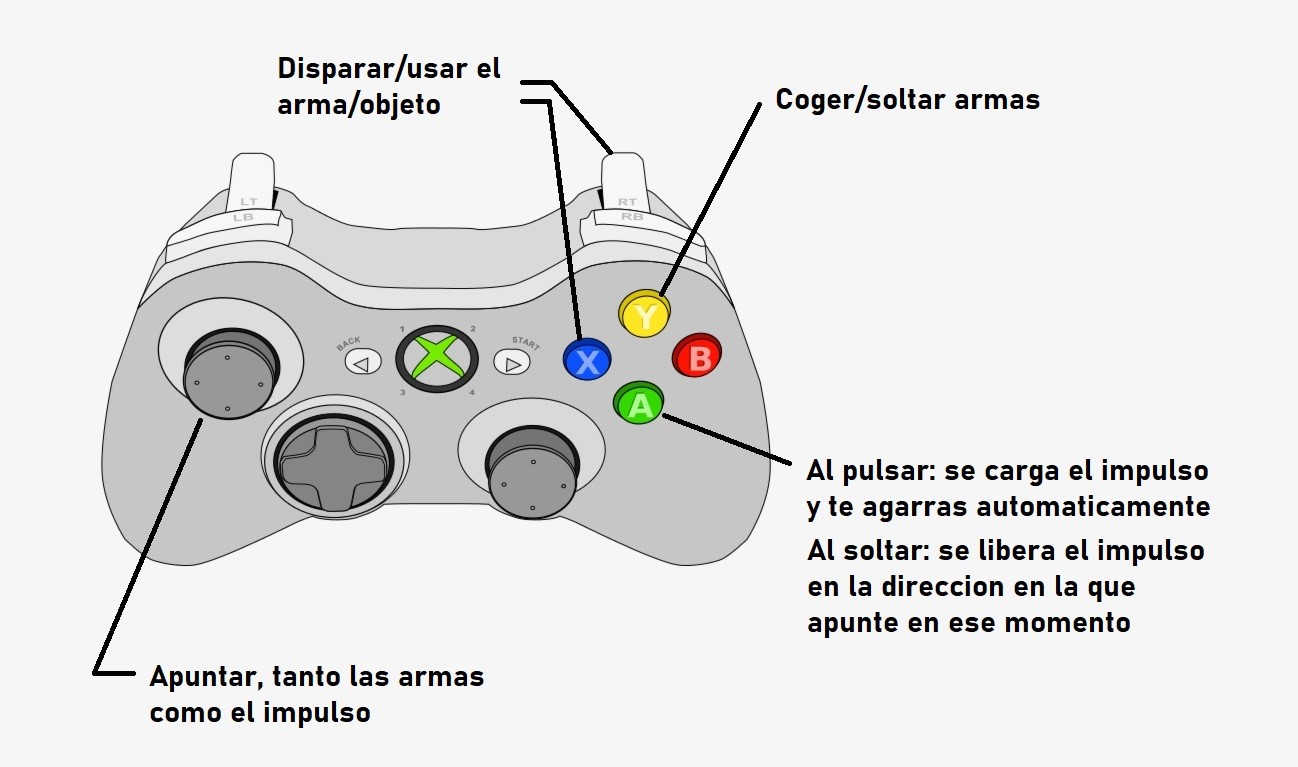 Disparar/usar el
arma/objeto
Coger/soltar armas
LT
LB
RT
RB
BACK
1
2
3
4
START
Y
X
B
A
Al pulsar: se carga el impulso
y te agarras automaticamente
Al soltar: se libera el impulso
en la direccion en la que
apunte en ese momento
Apuntar, tanto las armas
como el impulso